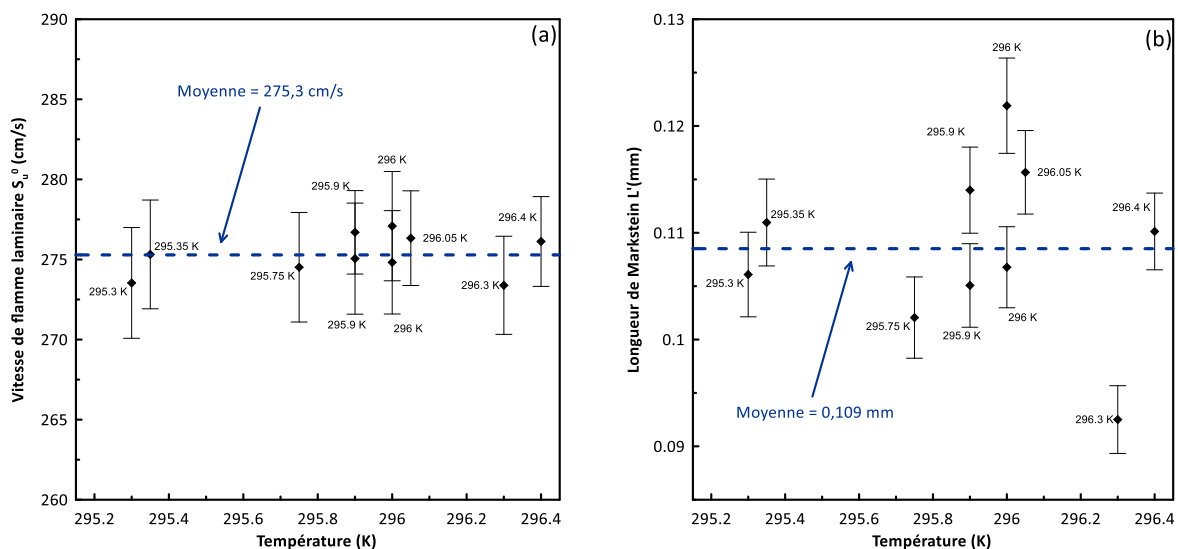 (a)
290
285
280
275
270
265
260
Vitesse de flamme laminaire Su⁰ (cm/s)
Moyenne = 275,3 cm/s
295.3 K
295.35 K
295.75 K
295.9 K
295.9 K
296 K
296 K
296.05 K
296.3 K
296.4 K
295.2 295.4 295.6 295.8 296 296.2 296.4
Température (K)
(b)
0.13
0.12
0.11
0.1
0.09
Longueur de Markstein L'(mm)
296 K
295.9 K
296.05 K
295.35 K
296.4 K
295.3 K
295.75 K
295.9 K
296 K
Moyenne = 0,109 mm
296.3 K
295.2 295.4 295.6 295.8 296 296.2 296.4
Température (K)